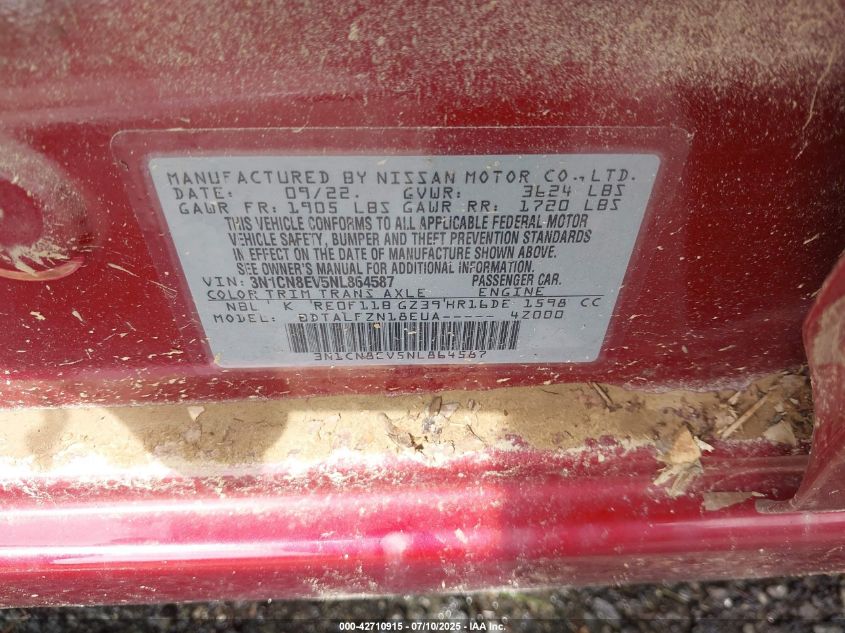 MANUFACTURED BY NISSAN MOTOR CO.,LTD.
DATE: 09/22. GVWR: 3624 LBS
GAWR FR: 1905 LBS GAWR RR: 1720 LBS
THIS VEHICLE CONFORMS TO ALL APPLICABLE FEDERAL MOTOR
VEHICLE SAFETY, BUMPER AND THEFT PREVENTION STANDARDS
IN EFFECT ON THE DATE OF MANUFACTURE SHOWN ABOVE.
SEE OWNER'S MANUAL FOR ADDITIONAL INFORMATION.
VIN: 3N1CN8EV5NL864587 PASSENGER CAR.
COLOR TRIM TRANS AXLE ENGINE
NBL K RE0F11B GZ39 HR16DE 1598 CC
MODEL: BDTALFZN18EUA----- 4Z000
3N1CN8CV5NL864587
000-42710915 - 07/10/2025 - IAA Inc.